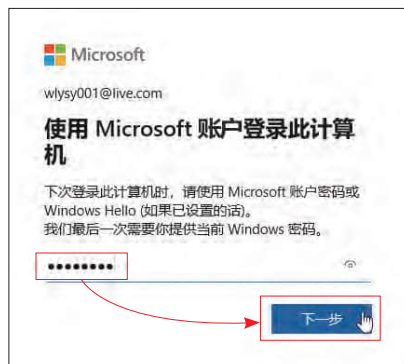 Microsoft
wlysy001@live.com
使用 Microsoft 账户登录此计算
机
下次登录此计算机时，请使用 Microsoft 账户密码或
Windows Hello (如果已设置的话)。
我们最后一次需要你提供当前 Windows 密码。
●●●●●●●●
下一步